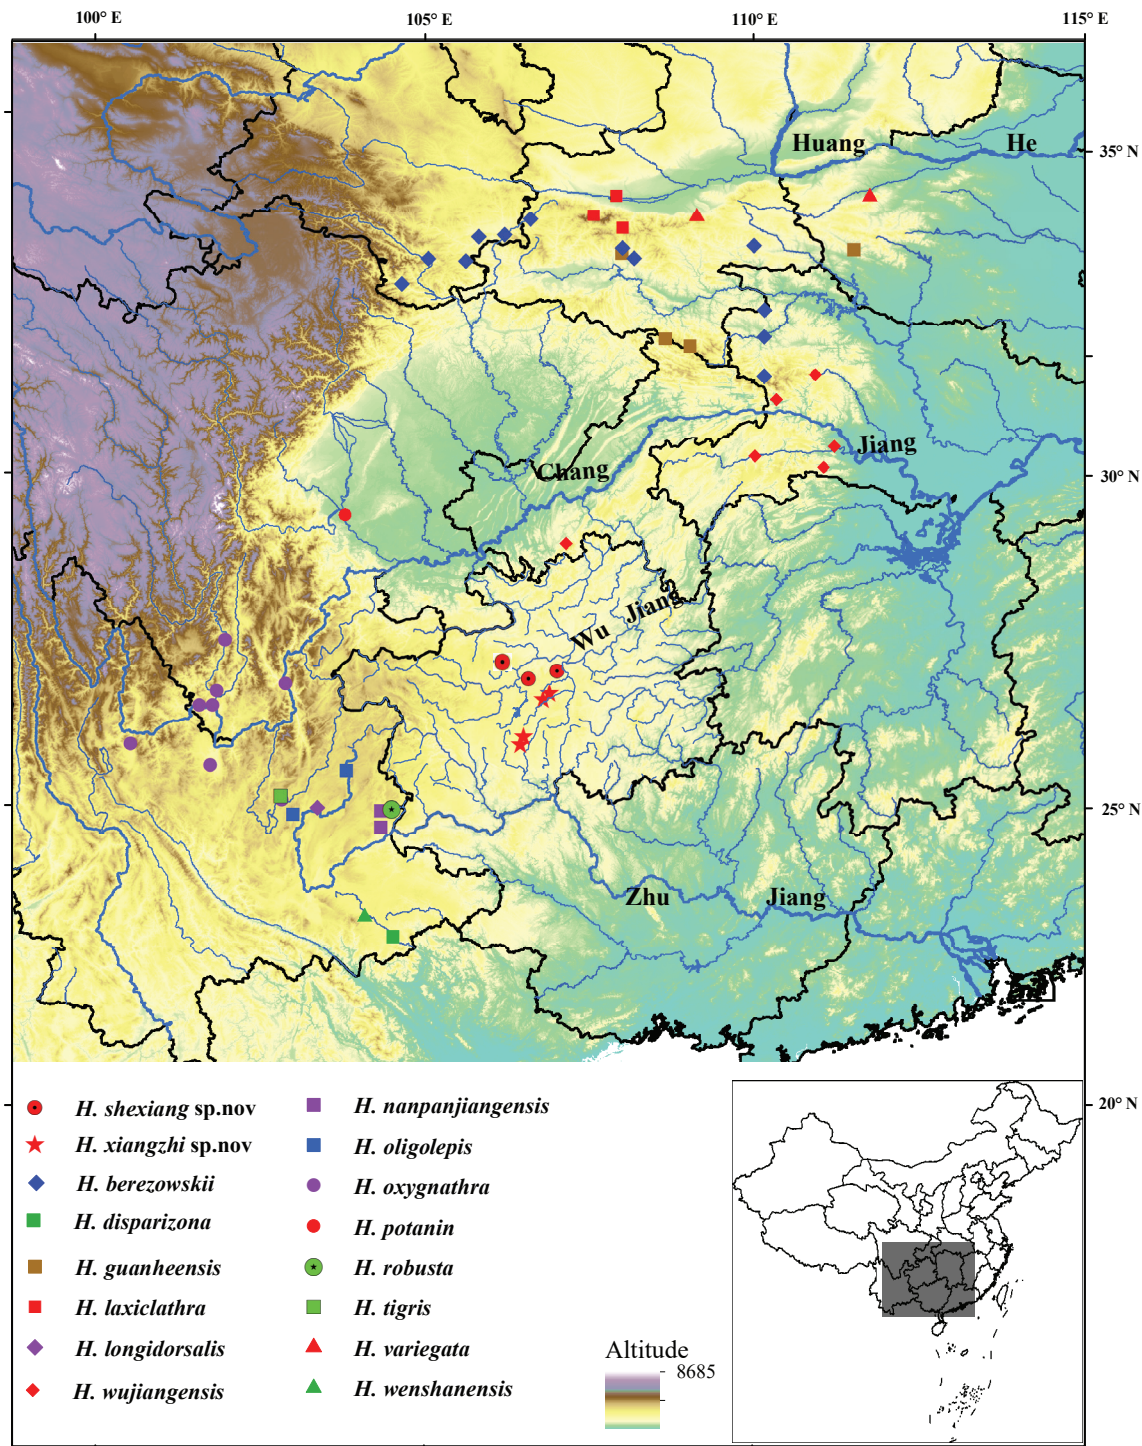 100° E
105° E
110° E
115° E
Huang
He
35° N
Jiang
Chang
30° N
Wu Jiang
25° N
Zhu
Jiang
20° N
H. shexiang sp.nov
H. xiangzhi sp.nov
H. berezowskii
H. disparizona
H. guanheensis
H. laxiclathra
H. longidorsalis
H. wujiangensis
H. nanpanjiangensis
H. oligolepis
H. oxygnathra
H. potanin
H. robusta
H. tigris
H. variegata
H. wenshanensis
Altitude
8685